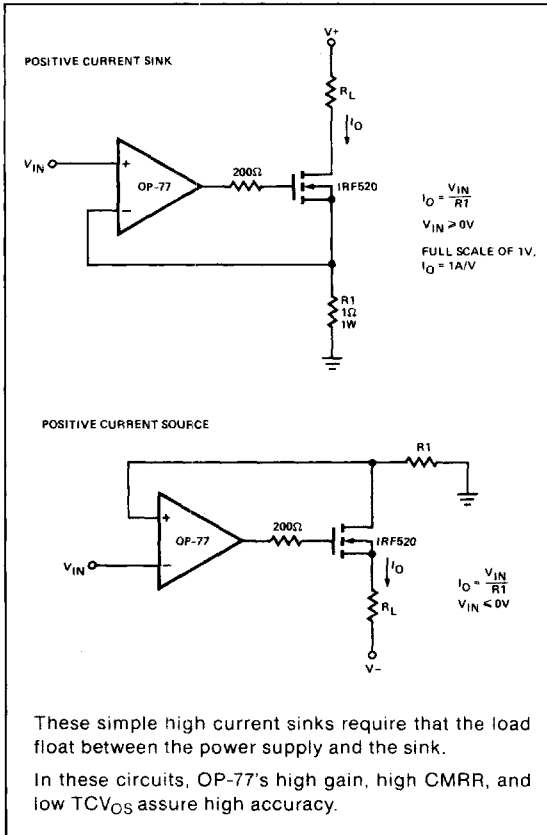 V+
POSITIVE CURRENT SINK
RL
IO
VIN
+
OP-77
−
200Ω
IRF520
IO = VIN/R1
VIN ≥ 0V
FULL SCALE OF 1V,
IO = 1A/V
R1
1Ω
1W
POSITIVE CURRENT SOURCE
R1
+
OP-77
−
200Ω
IRF520
VIN
IO
RL
IO = VIN/R1
VIN ≤ 0V
V−
These simple high current sinks require that the load
float between the power supply and the sink.
In these circuits, OP-77's high gain, high CMRR, and
low TCVOS assure high accuracy.